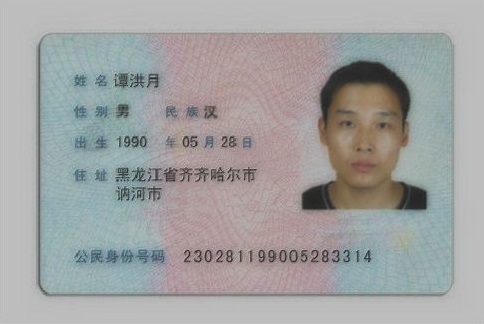 姓名 谭洪月
性别 男 民族 汉
出生 1990 年 05 月 28 日
住址 黑龙江省齐齐哈尔市
讷河市
公民身份号码 230281199005283314